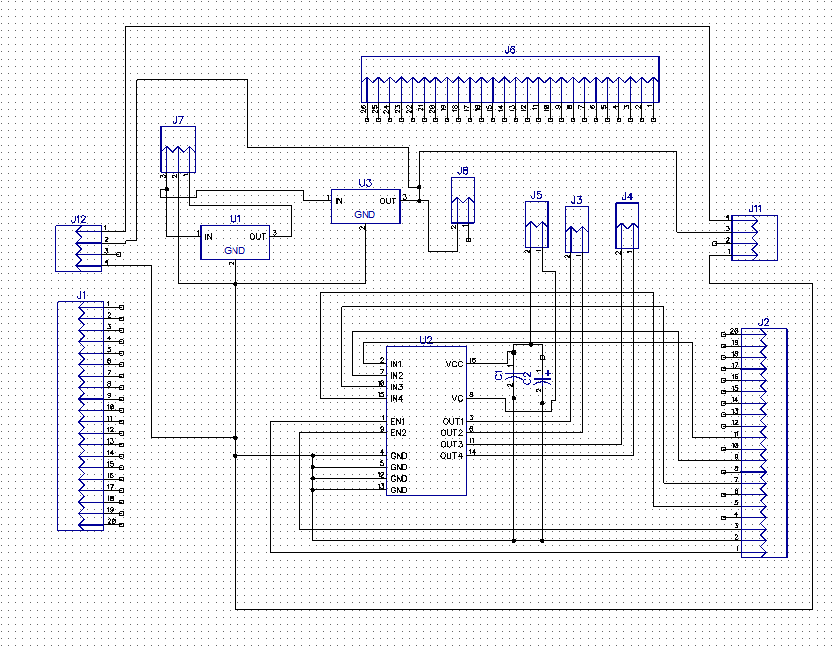 J6
26 25 24 23 22 21 20 19 18 17 16 15 14 13 12 11 10 9 8 7 6 5 4 3 2 1
J7
3 2 1
U3
1 IN OUT 3
GND
2
J8
2 1
J5
2 1
J3
2 1
J4
2 1
J11
4
3
2
1
J12
1
2
3
4
U1
1 IN OUT 3
GND
2
J1
1
2
3
4
5
6
7
8
9
10
11
12
13
14
15
16
17
18
19
20
U2
2 IN1 VCC 16
7 IN2
10 IN3
15 IN4 VC 8
1 EN1 OUT1 3
9 EN2 OUT2 6
OUT3 11
4 GND OUT4 14
5 GND
12 GND
13 GND
C1 1 2
C2 1 2 +
J2
20
19
18
17
16
15
14
13
12
11
10
9
8
7
6
5
4
3
2
1